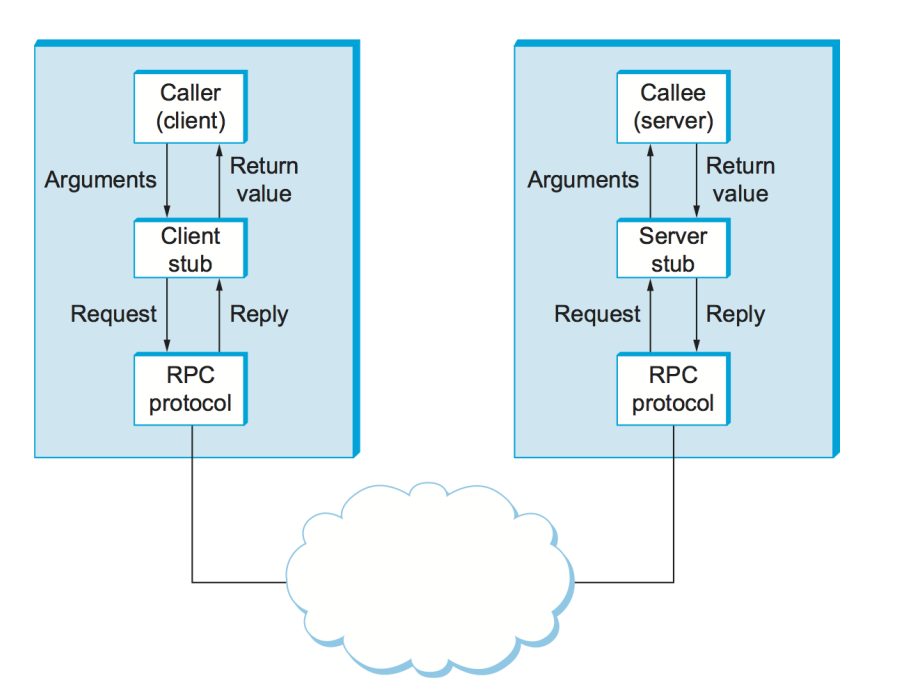 Caller
(client)
Arguments
Return
value
Client
stub
Request
Reply
RPC
protocol
Callee
(server)
Arguments
Return
value
Server
stub
Request
Reply
RPC
protocol